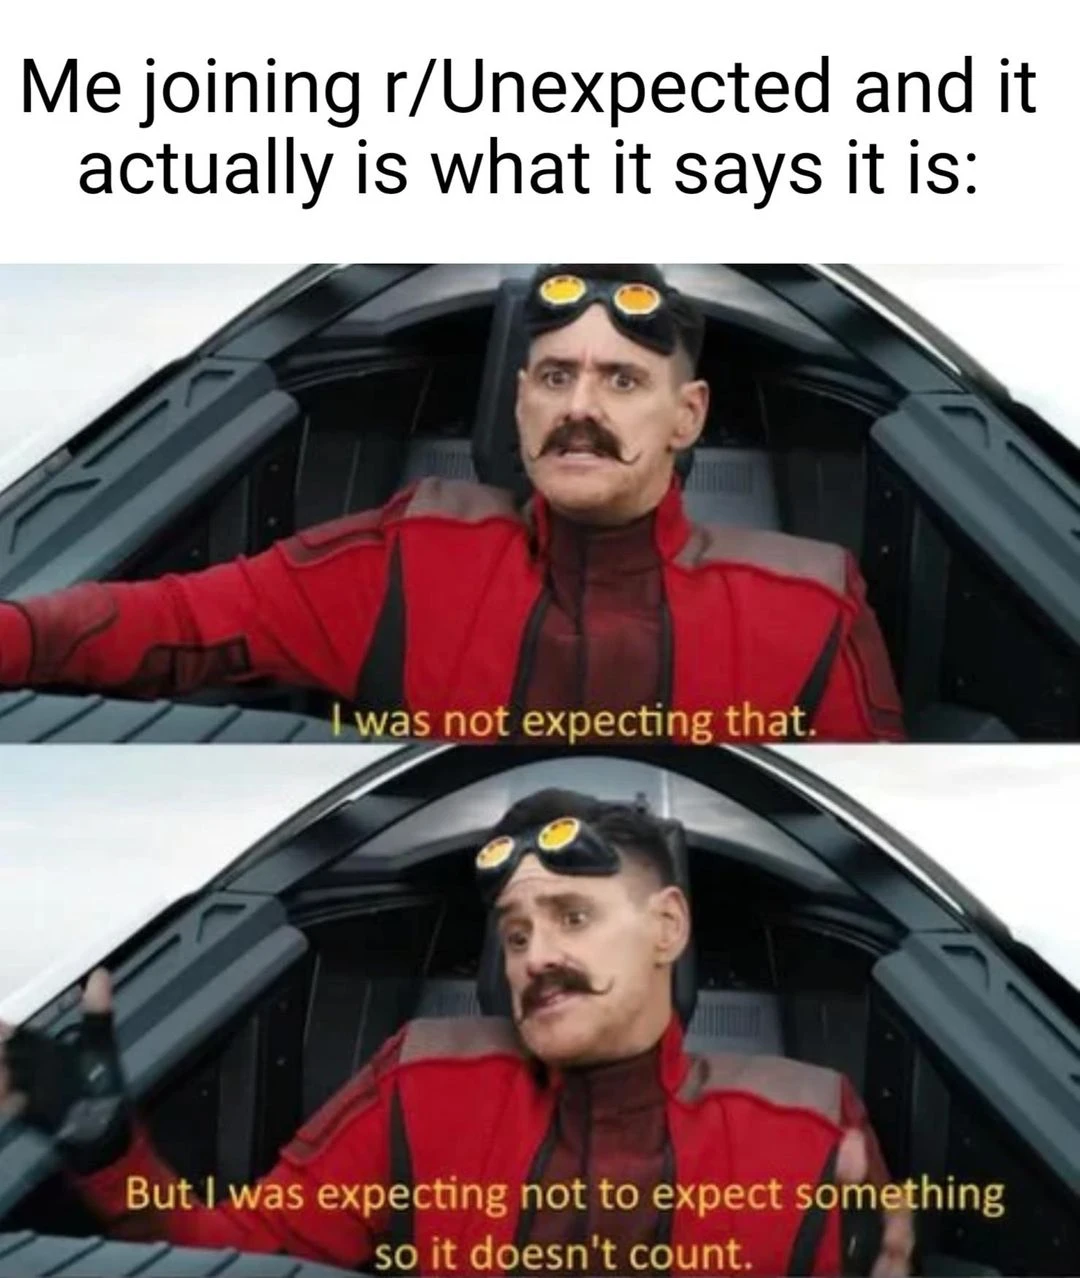 Me joining r/Unexpected and it
actually is what it says it is:
I was not expecting that.
But I was expecting not to expect something
so it doesn't count.